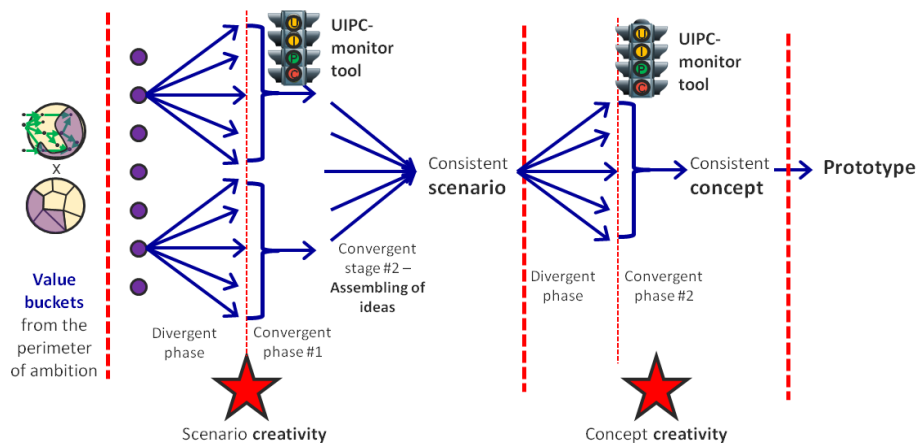 UIPC-
monitor
tool
U
I
P
C
X
Value
buckets
from the
perimeter
of ambition
Divergent
phase
Convergent
phase #1
Convergent
stage #2 –
Assembling of
ideas
Consistent
scenario
Scenario creativity
U
I
P
C
UIPC-
monitor
tool
Divergent
phase
Convergent
phase #2
Consistent
concept
Prototype
Concept creativity